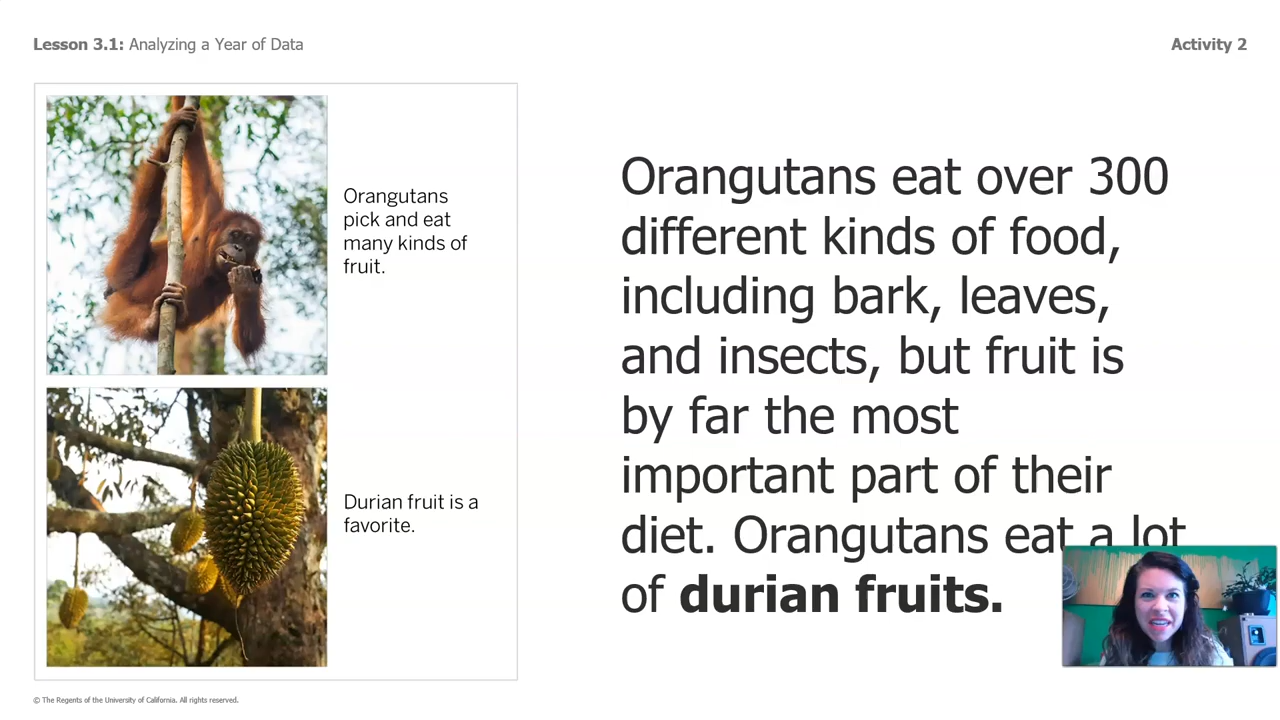 Lesson 3.1: Analyzing a Year of Data
Activity 2
Orangutans
pick and eat
many kinds of
fruit.
Durian fruit is a
favorite.
Orangutans eat over 300
different kinds of food,
including bark, leaves,
and insects, but fruit is
by far the most
important part of their
diet. Orangutans eat a lot
of durian fruits.
© The Regents of the University of California. All rights reserved.